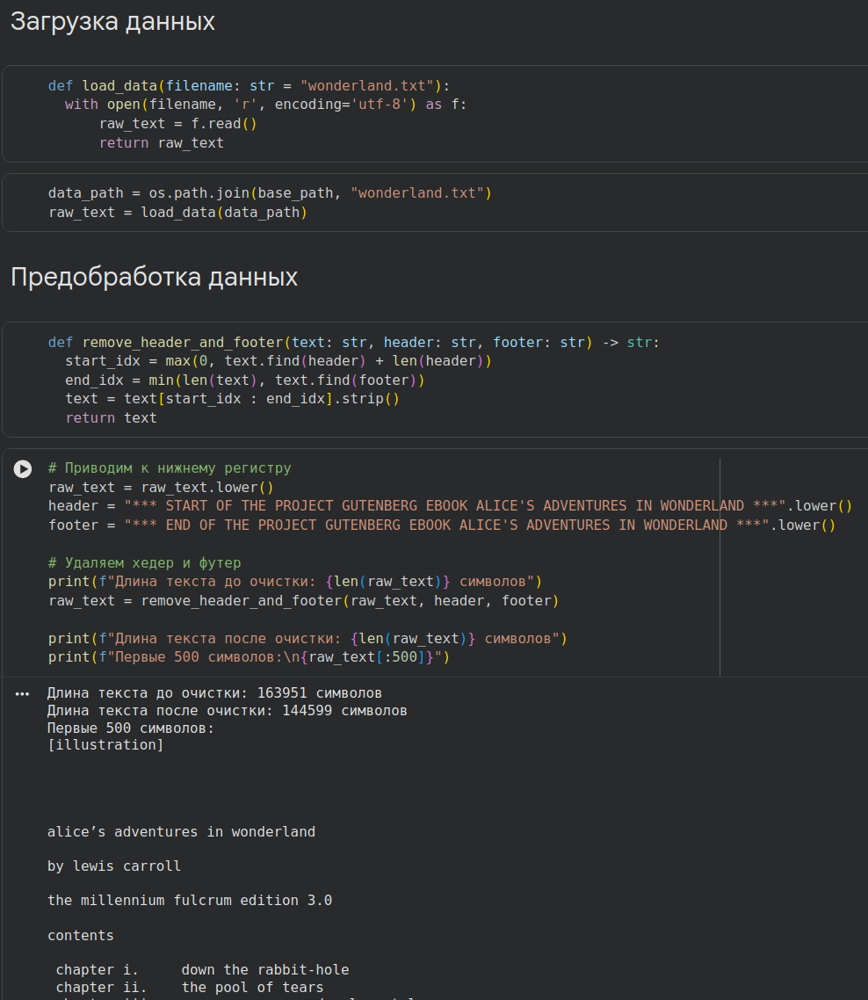 Загрузка данных
def load_data(filename: str = "wonderland.txt"):
  with open(filename, 'r', encoding='utf-8') as f:
      raw_text = f.read()
      return raw_text
data_path = os.path.join(base_path, "wonderland.txt")
raw_text = load_data(data_path)
Предобработка данных
def remove_header_and_footer(text: str, header: str, footer: str) -> str:
  start_idx = max(0, text.find(header) + len(header))
  end_idx = min(len(text), text.find(footer))
  text = text[start_idx : end_idx].strip()
  return text
# Приводим к нижнему регистру
raw_text = raw_text.lower()
header = "*** START OF THE PROJECT GUTENBERG EBOOK ALICE'S ADVENTURES IN WONDERLAND ***".lower()
footer = "*** END OF THE PROJECT GUTENBERG EBOOK ALICE'S ADVENTURES IN WONDERLAND ***".lower()
# Удаляем хедер и футер
print(f"Длина текста до очистки: {len(raw_text)} символов")
raw_text = remove_header_and_footer(raw_text, header, footer)
print(f"Длина текста после очистки: {len(raw_text)} символов")
print(f"Первые 500 символов:\n{raw_text[:500]}")
Длина текста до очистки: 163951 символов
Длина текста после очистки: 144599 символов
Первые 500 символов:
[illustration]
alice’s adventures in wonderland
by lewis carroll
the millennium fulcrum edition 3.0
contents
 chapter i.     down the rabbit-hole
 chapter ii.    the pool of tears